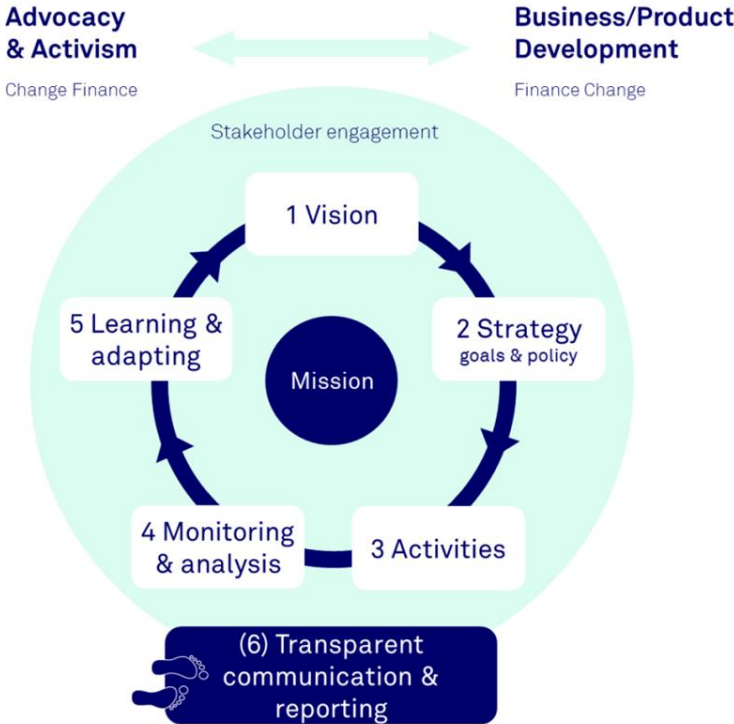 Advocacy
& Activism
Change Finance
Business/Product
Development
Finance Change
Stakeholder engagement
1 Vision
2 Strategy
goals & policy
3 Activities
4 Monitoring
& analysis
5 Learning &
adapting
Mission
(6) Transparent
communication &
reporting